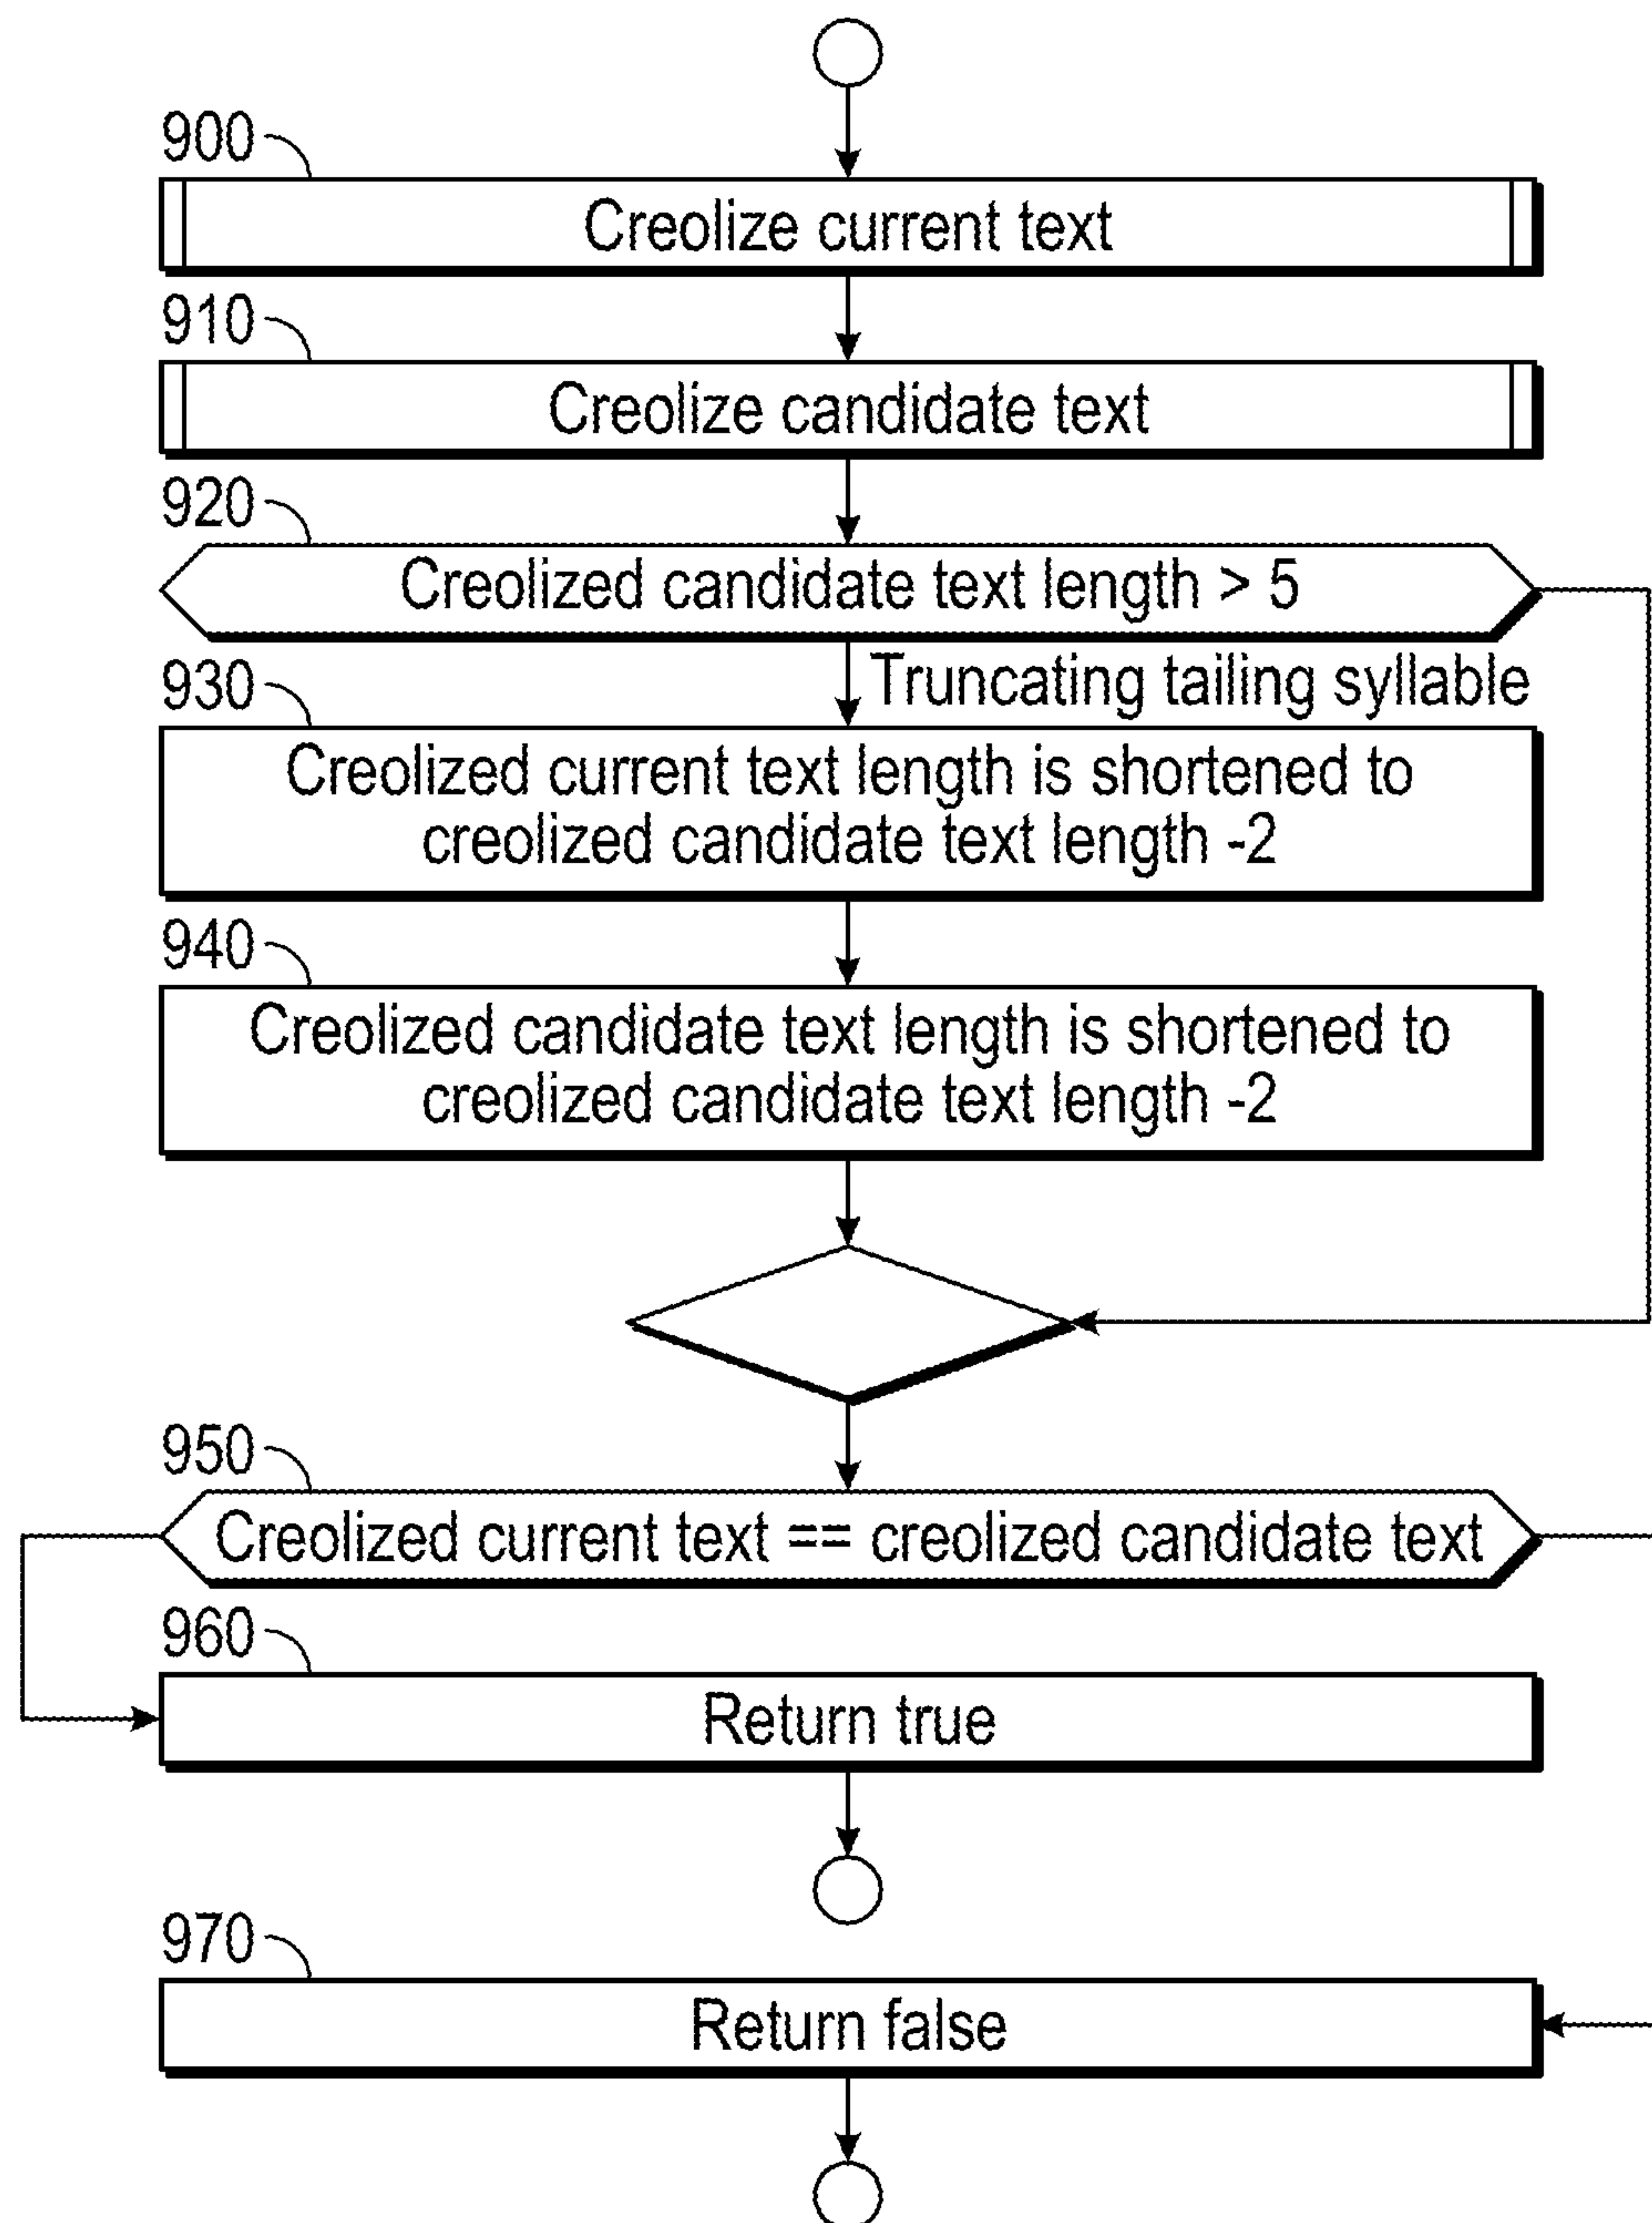 900
Creolize current text
910
Creolize candidate text
920
Creolized candidate text length > 5
Truncating tailing syllable
930
Creolized current text length is shortened to
creolized candidate text length -2
940
Creolized candidate text length is shortened to
creolized candidate text length -2
950
Creolized current text == creolized candidate text
960
Return true
970
Return false